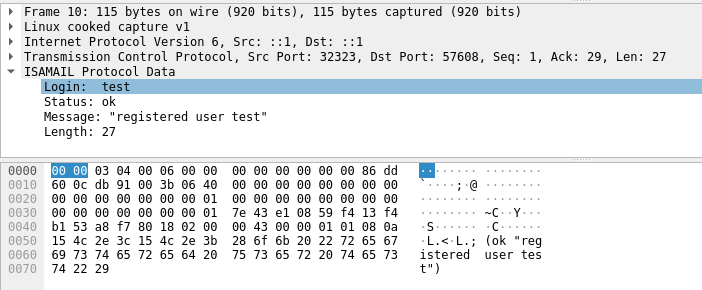 Frame 10: 115 bytes on wire (920 bits), 115 bytes captured (920 bits)
Linux cooked capture v1
Internet Protocol Version 6, Src: ::1, Dst: ::1
Transmission Control Protocol, Src Port: 32323, Dst Port: 57608, Seq: 1, Ack: 29, Len: 27
ISAMAIL Protocol Data
Login:  test
Status: ok
Message: "registered user test"
Length: 27
0000  00 00 03 04 00 06 00 00  00 00 00 00 00 00 86 dd  ········ ········
0010  60 0c db 91 00 3b 06 40  00 00 00 00 00 00 00 00  `····;·@ ········
0020  00 00 00 00 00 00 00 01  00 00 00 00 00 00 00 00  ········ ········
0030  00 00 00 00 00 00 00 01  7e 43 e1 08 59 f4 13 f4  ········ ~C··Y···
0040  b1 53 a8 f7 80 18 02 00  00 43 00 00 01 01 08 0a  ·S······ ·C······
0050  15 4c 2e 3c 15 4c 2e 3b  28 6f 6b 20 22 72 65 67  ·L.<·L.; (ok "reg
0060  69 73 74 65 72 65 64 20  75 73 65 72 20 74 65 73  istered  user tes
0070  74 22 29  t")